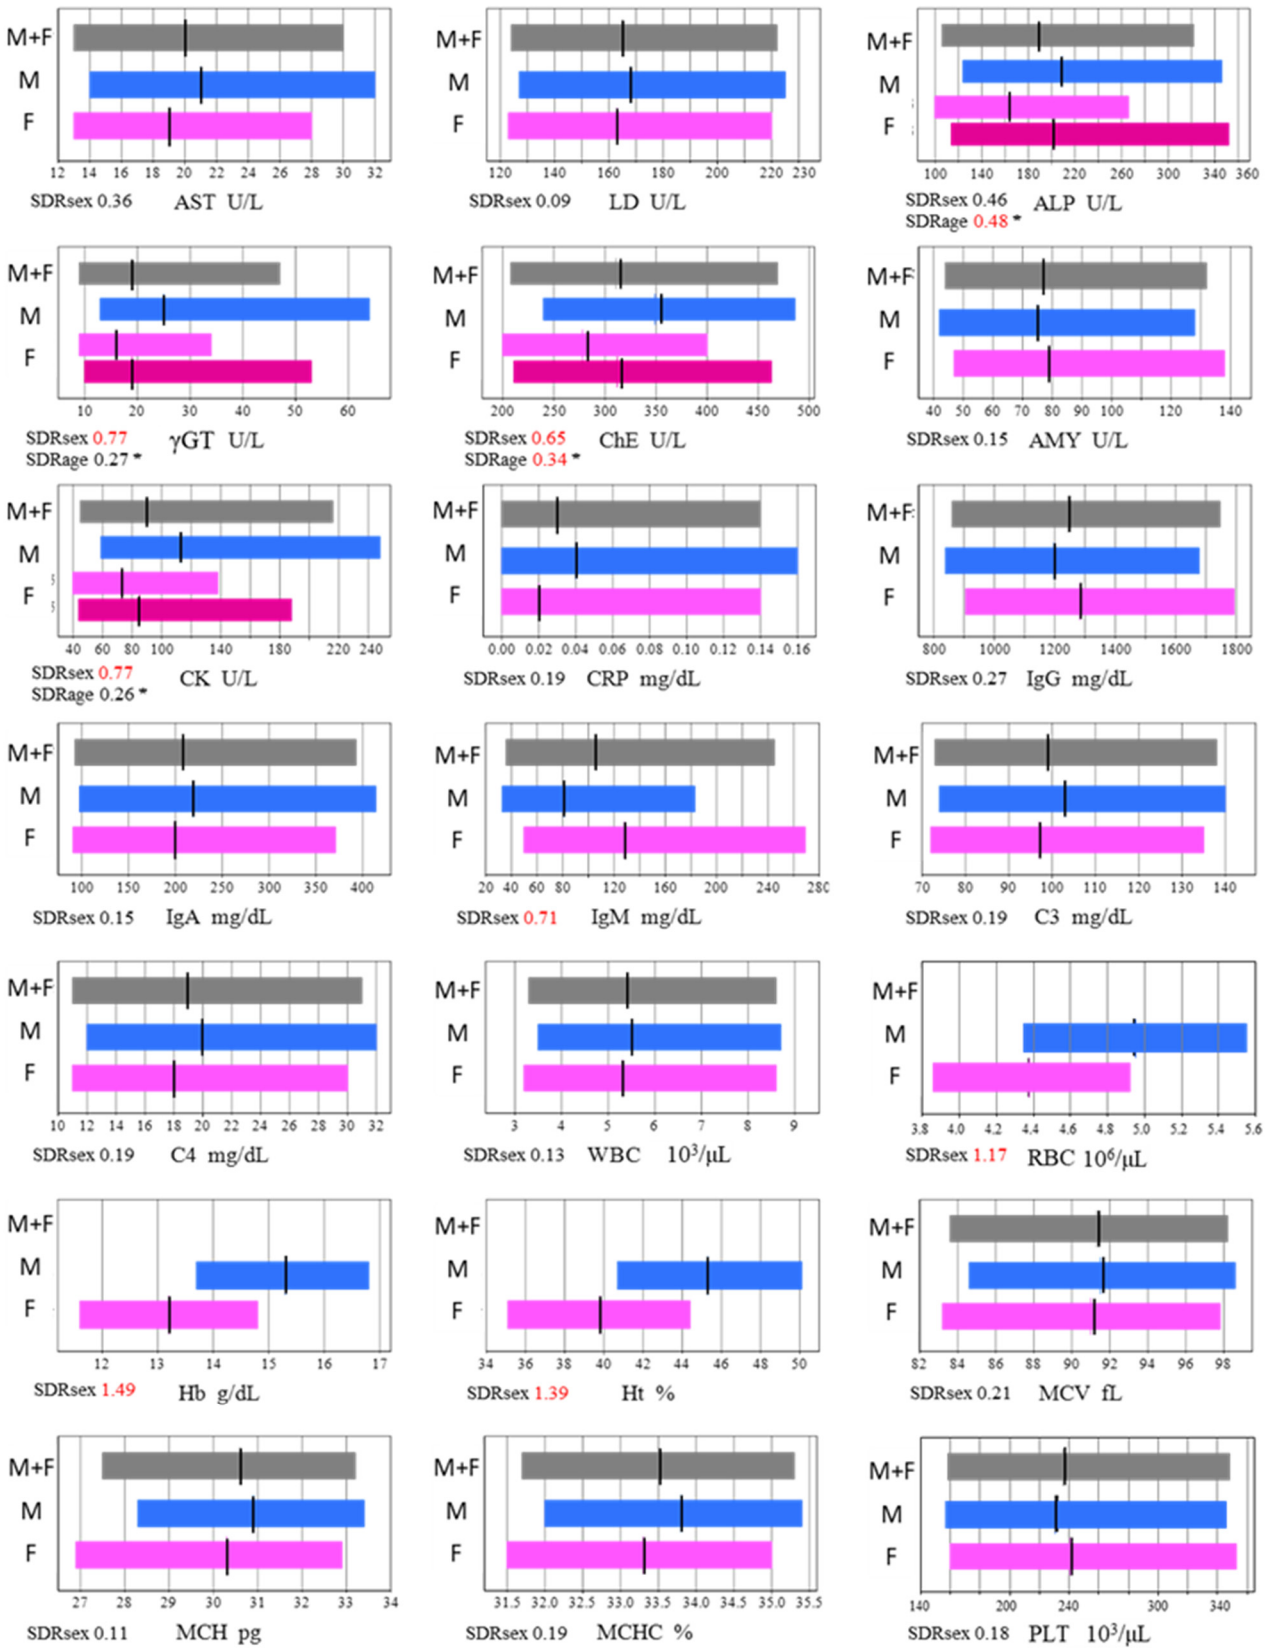 M+F
M
F
12 14 16 18 20 22 24 26 28 30 32
SDRsex 0.36 AST U/L
M+F
M
F
120 140 160 180 200 220 230
SDRsex 0.09 LD U/L
M+F
M
F
100 140 180 220 260 300 340 360
SDRsex 0.46 ALP U/L
SDRage 0.48 *
M+F
M
F
10 20 30 40 50 60
SDRsex 0.77 γGT U/L
SDRage 0.27 *
M+F
M
F
200 250 300 350 400 450 500
SDRsex 0.65 ChE U/L
SDRage 0.34 *
M+F
M
F
40 50 60 70 80 90 100 120 140
SDRsex 0.15 AMY U/L
M+F
M
F
40 60 80 100 140 180 220 240
SDRsex 0.77 CK U/L
SDRage 0.26 *
M+F
M
F
0.00 0.02 0.04 0.06 0.08 0.10 0.12 0.14 0.16
SDRsex 0.19 CRP mg/dL
M+F
M
F
800 1000 1200 1400 1600 1800
SDRsex 0.27 IgG mg/dL
M+F
M
F
100 150 200 250 300 350 400
SDRsex 0.15 IgA mg/dL
M+F
M
F
20 40 60 80 120 160 200 240 280
SDRsex 0.71 IgM mg/dL
M+F
M
F
70 80 90 100 110 120 130 140
SDRsex 0.19 C3 mg/dL
M+F
M
F
10 12 14 16 18 20 22 24 26 28 30 32
SDRsex 0.19 C4 mg/dL
M+F
M
F
3 4 5 6 7 8 9
SDRsex 0.13 WBC 10³/μL
M+F
M
F
3.8 4.0 4.2 4.4 4.6 4.8 5.0 5.2 5.4 5.6
SDRsex 1.17 RBC 10⁶/μL
M+F
M
F
12 13 14 15 16 17
SDRsex 1.49 Hb g/dL
M+F
M
F
34 36 38 40 42 44 46 48 50
SDRsex 1.39 Ht %
M+F
M
F
82 84 86 88 90 92 94 96 98
SDRsex 0.21 MCV fL
M+F
M
F
27 28 29 30 31 32 33 34
SDRsex 0.11 MCH pg
M+F
M
F
31.5 32.0 32.5 33.0 33.5 34.0 34.5 35.0 35.5
SDRsex 0.19 MCHC %
M+F
M
F
140 200 240 280 340
SDRsex 0.18 PLT 10³/μL